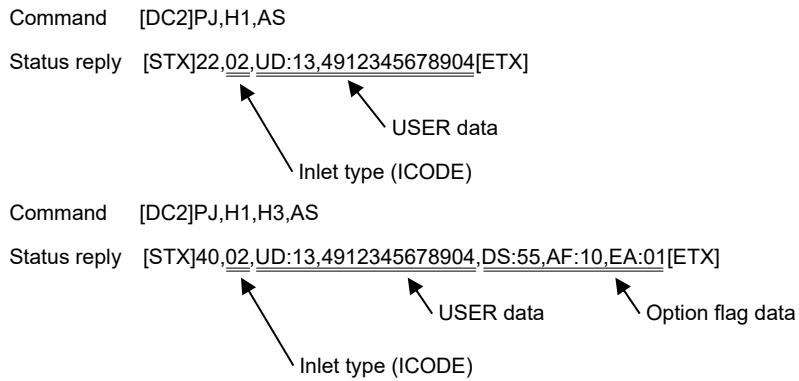 Command [DC2]PJ,H1,AS
Status reply [STX]22,02,UD:13,4912345678904[ETX]
USER data
Inlet type (ICODE)
Command [DC2]PJ,H1,H3,AS
Status reply [STX]40,02,UD:13,4912345678904,DS:55,AF:10,EA:01[ETX]
USER data Option flag data
Inlet type (ICODE)